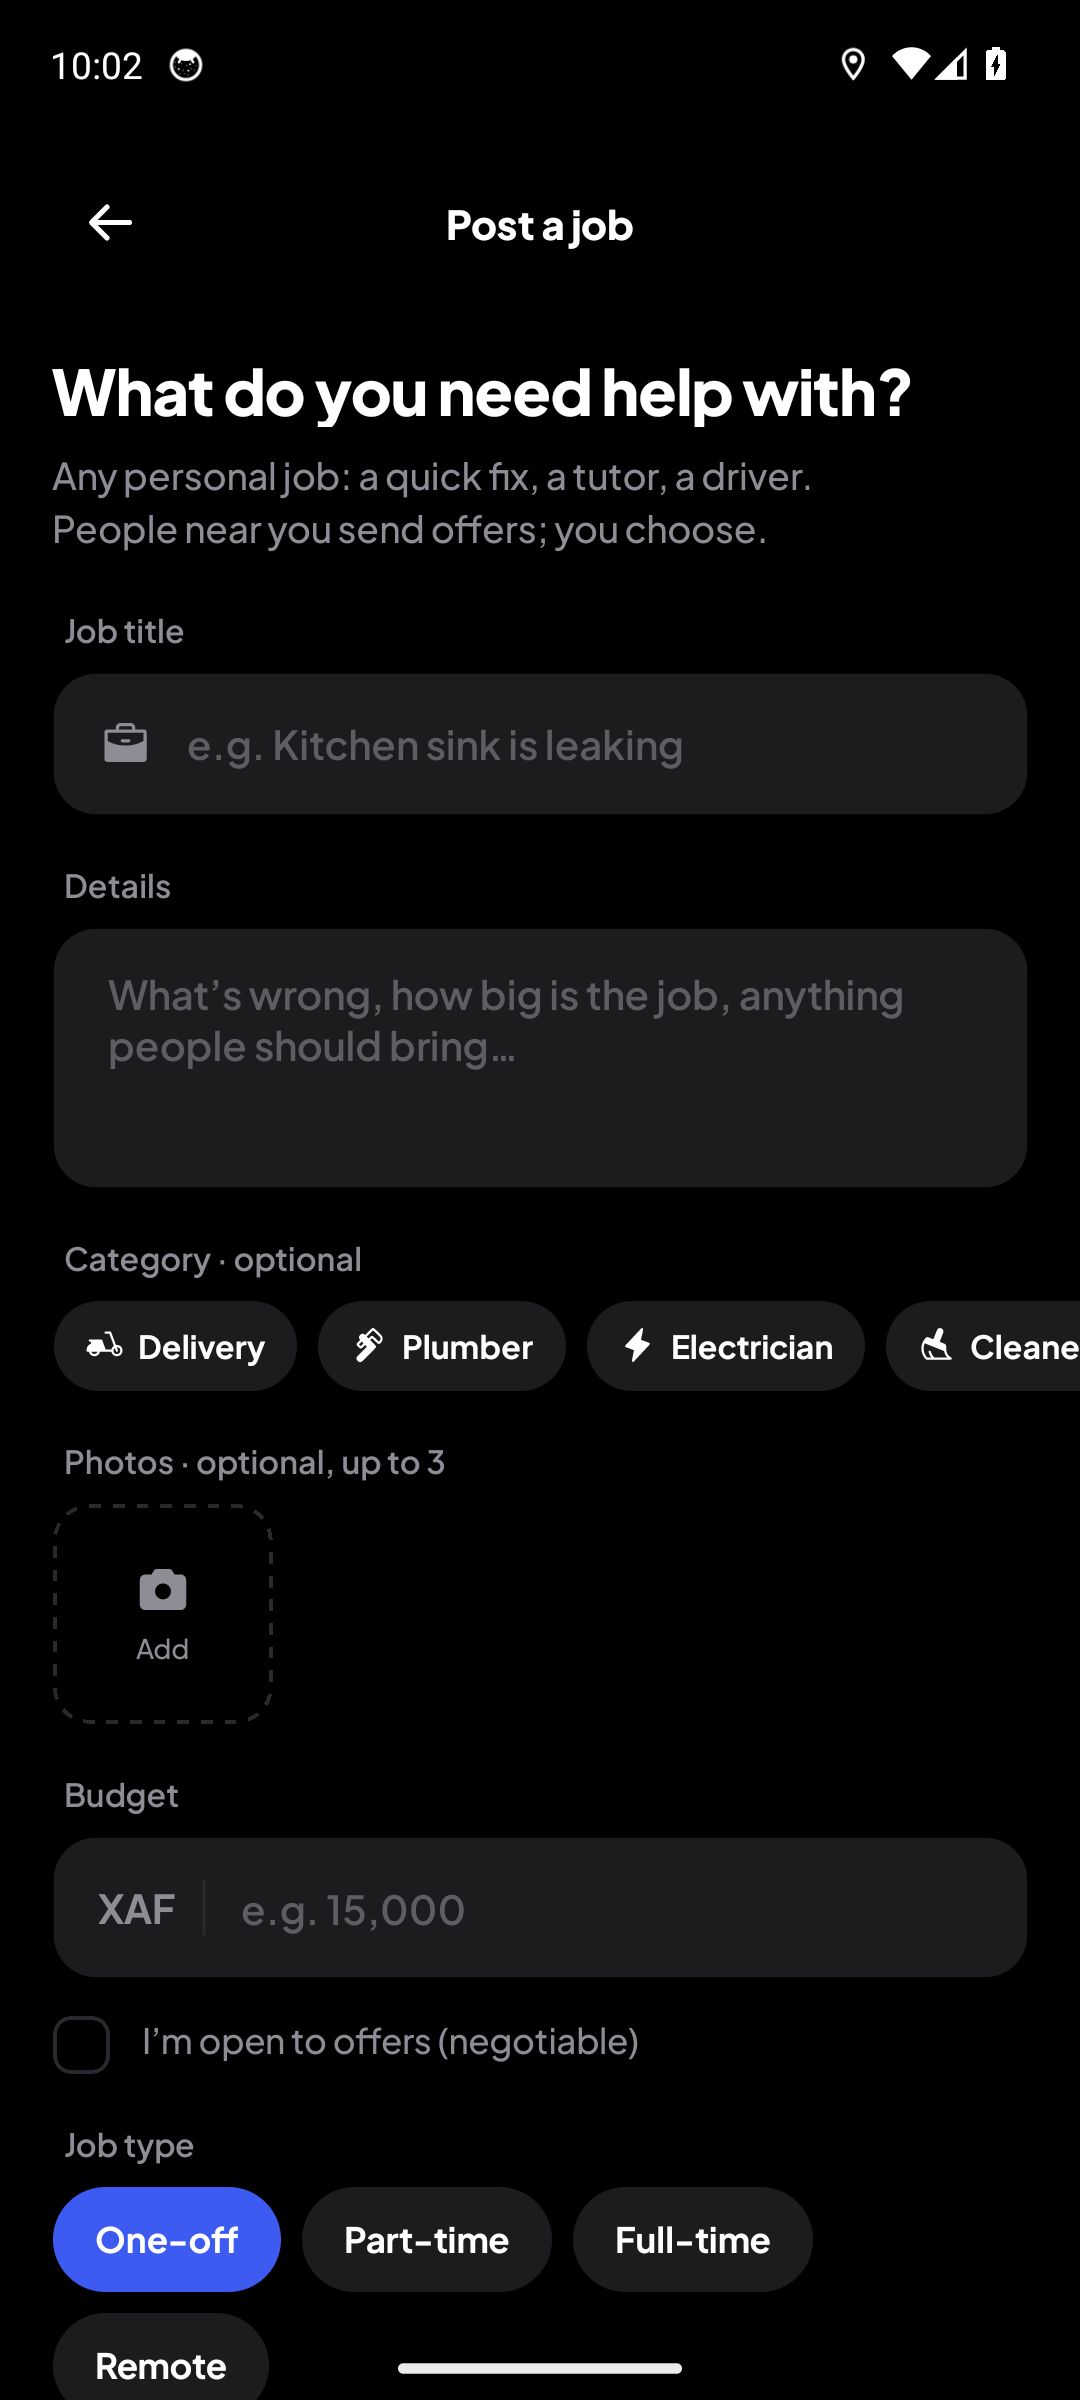 10:02
Post a job
What do you need help with?
Any personal job: a quick fix, a tutor, a driver.
People near you send offers; you choose.
Job title
e.g. Kitchen sink is leaking
Details
What’s wrong, how big is the job, anything
people should bring…
Category · optional
Delivery Plumber Electrician Cleane
Photos · optional, up to 3
Add
Budget
XAF e.g. 15,000
I’m open to offers (negotiable)
Job type
One-off Part-time Full-time
Remote